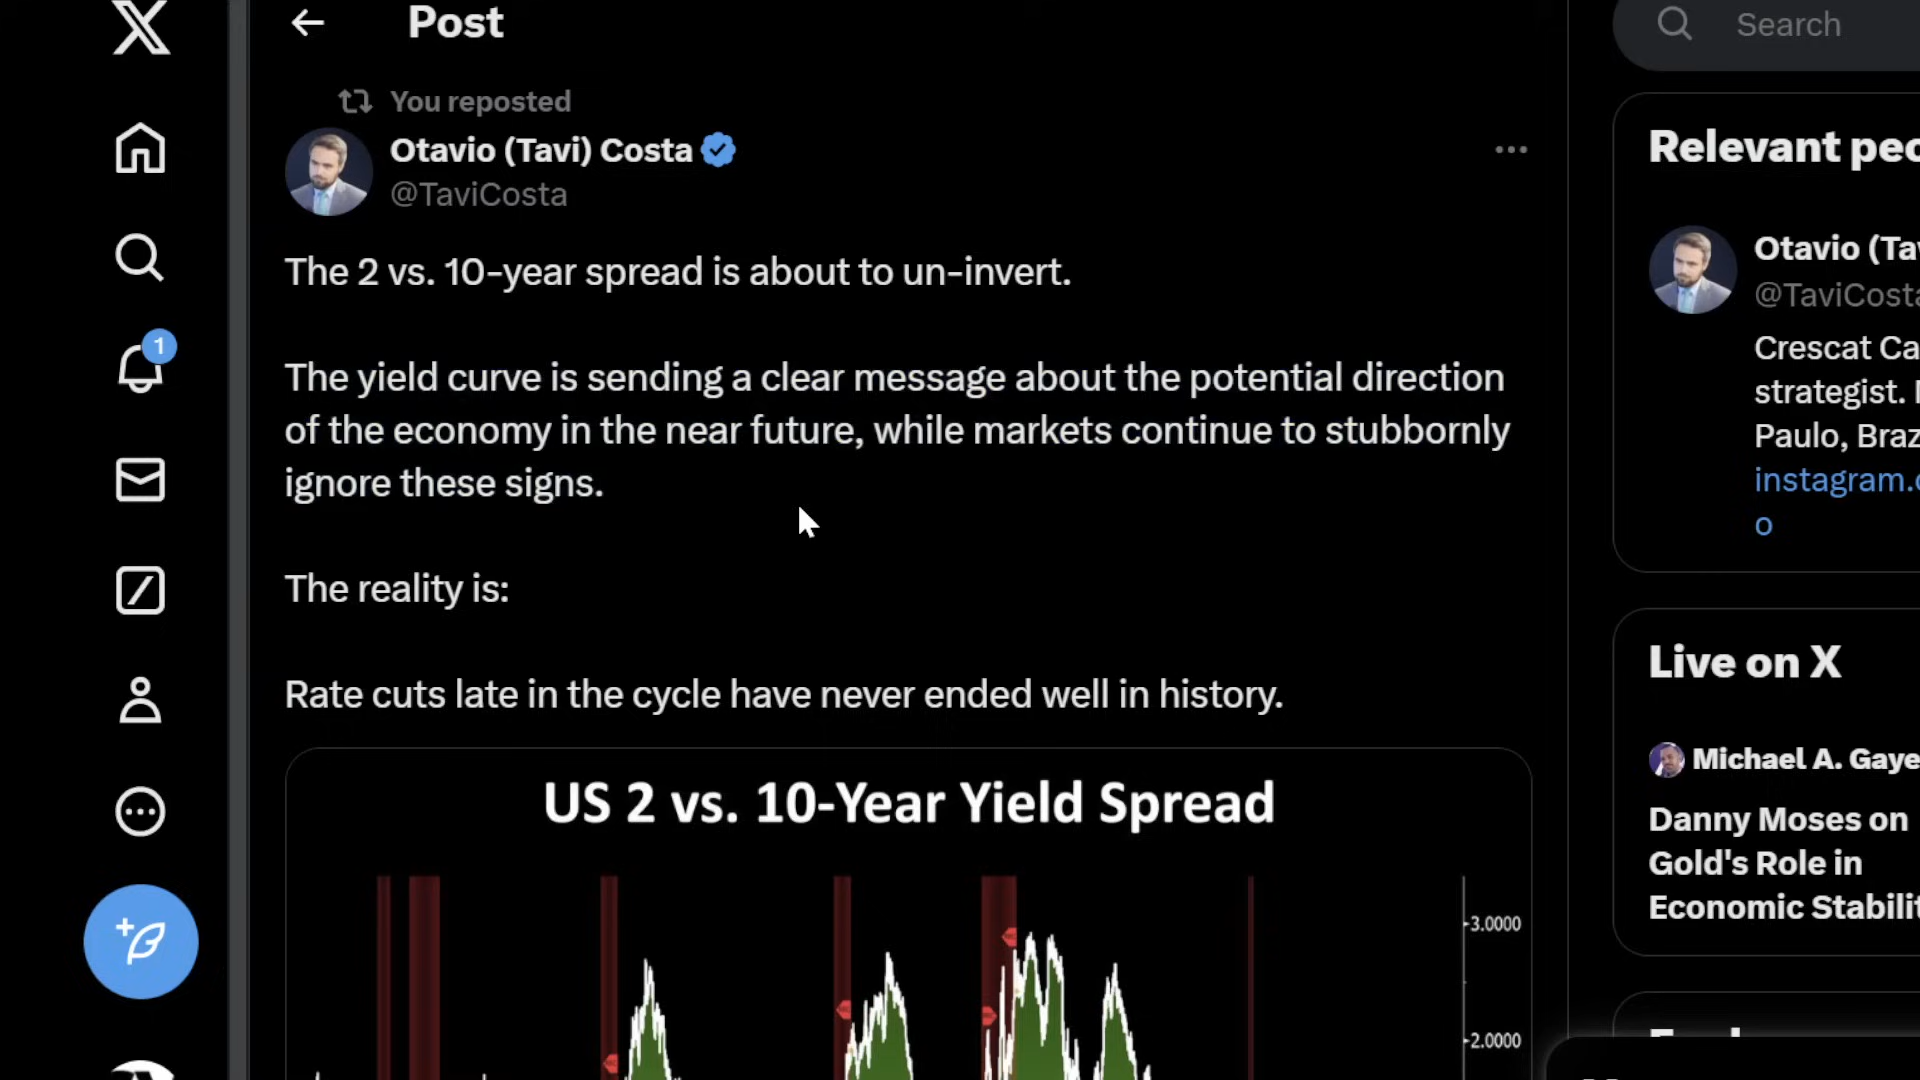 Post
Search
You reposted
Otavio (Tavi) Costa
@TaviCosta
The 2 vs. 10-year spread is about to un-invert.
The yield curve is sending a clear message about the potential direction
of the economy in the near future, while markets continue to stubbornly
ignore these signs.
The reality is:
Rate cuts late in the cycle have never ended well in history.
US 2 vs. 10-Year Yield Spread
3.0000
2.0000
1
Relevant peo
Otavio (Ta
@TaviCosta
Crescat Ca
strategist.
Paulo, Braz
instagram.c
o
Live on X
Michael A. Gaye
Danny Moses on
Gold's Role in
Economic Stabilit